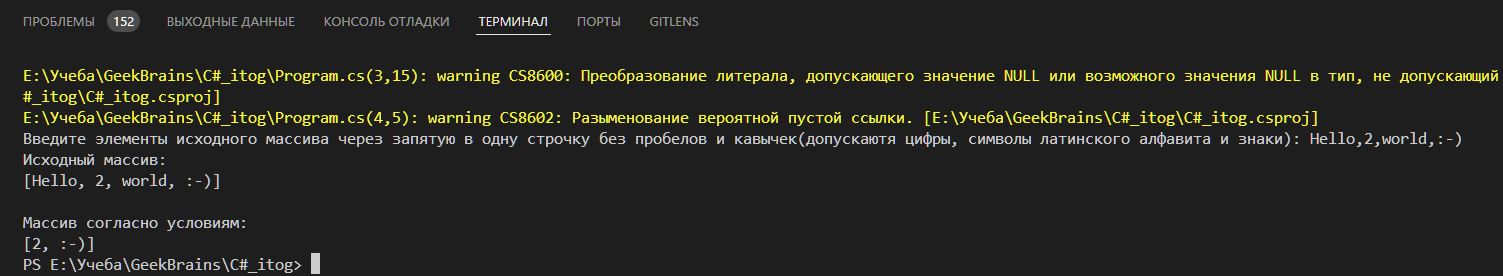 ПРОБЛЕМЫ 152 ВЫХОДНЫЕ ДАННЫЕ КОНСОЛЬ ОТЛАДКИ ТЕРМИНАЛ ПОРТЫ GITLENS
E:\Учеба\GeekBrains\C#_itog\Program.cs(3,15): warning CS8600: Преобразование литерала, допускающего значение NULL или возможного значения NULL в тип, не допускающий
#_itog\C#_itog.csproj]
E:\Учеба\GeekBrains\C#_itog\Program.cs(4,5): warning CS8602: Разыменование вероятной пустой ссылки. [E:\Учеба\GeekBrains\C#_itog\C#_itog.csproj]
Введите элементы исходного массива через запятую в одну строчку без пробелов и кавычек(допускаютя цифры, символы латинского алфавита и знаки): Hello,2,world,:-)
Исходный массив:
[Hello, 2, world, :-)]
Массив согласно условиям:
[2, :-)]
PS E:\Учеба\GeekBrains\C#_itog>